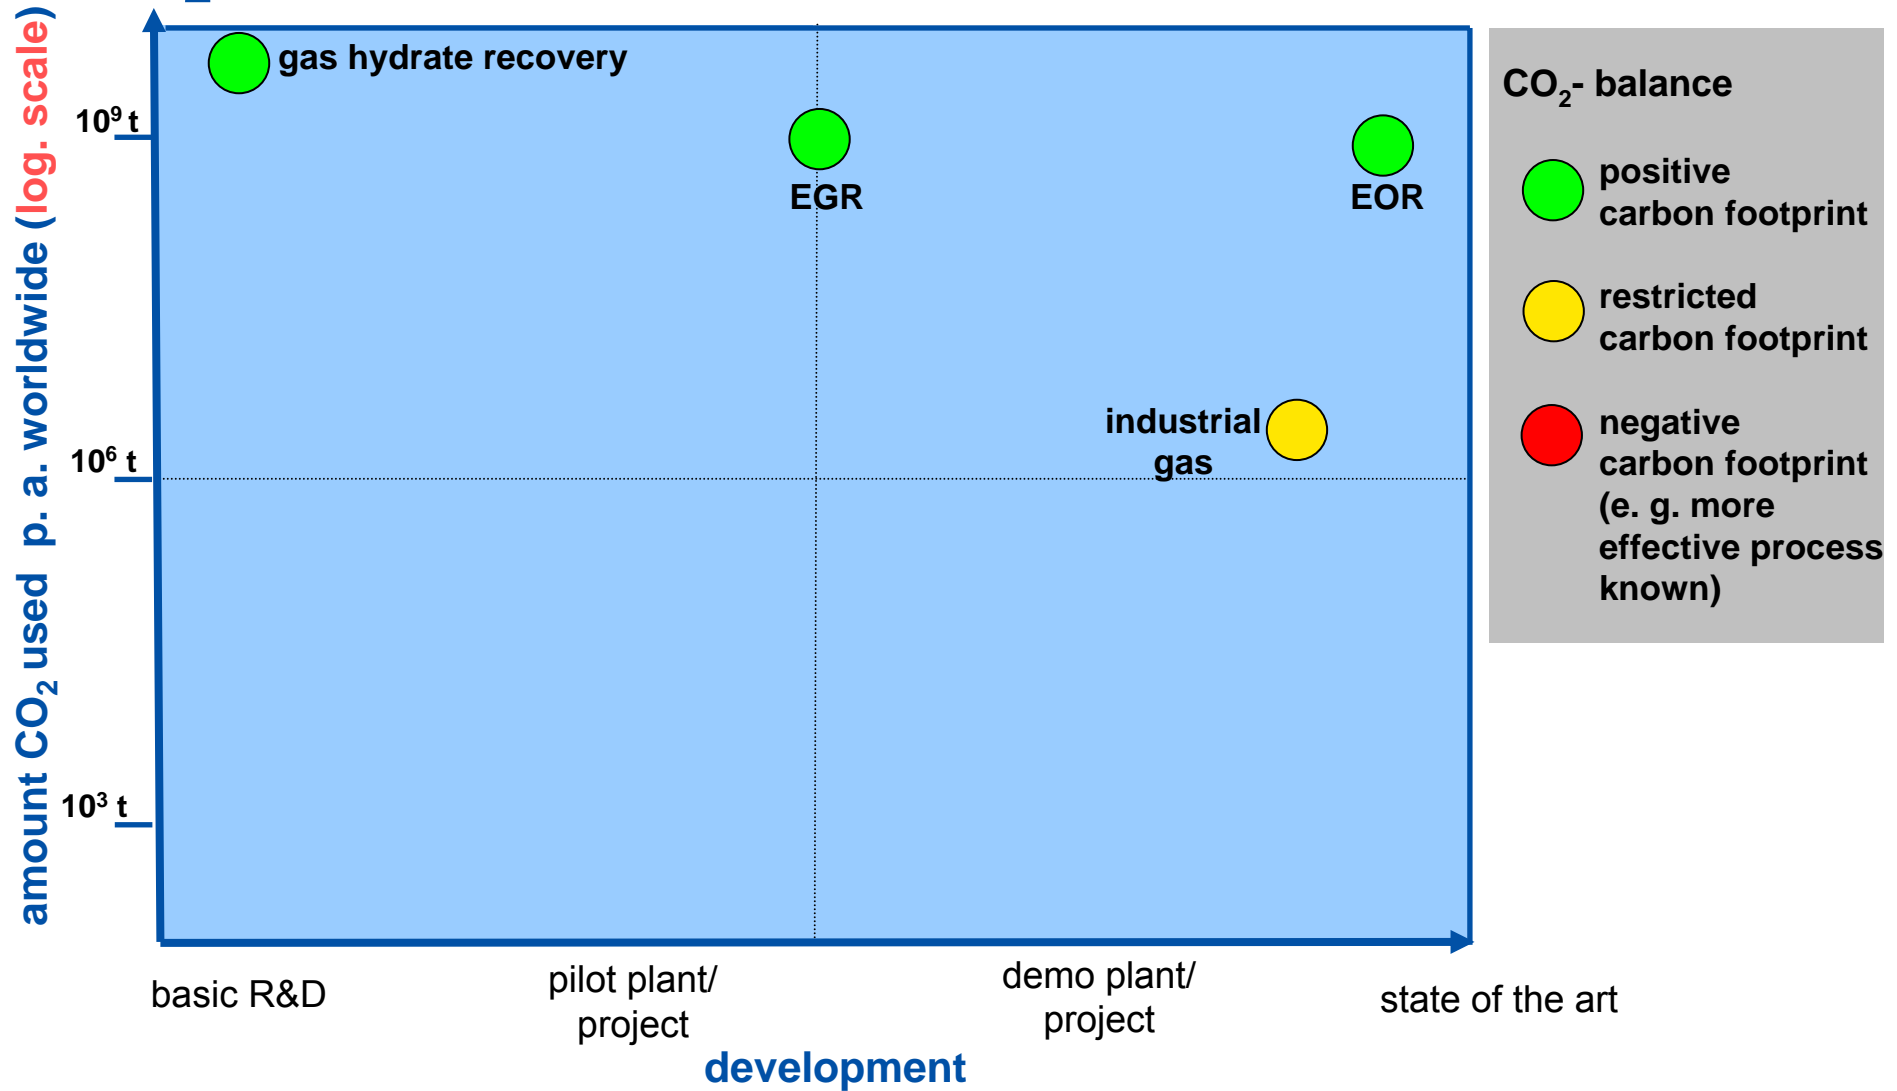 amount CO₂ used p. a. worldwide (log. scale)
10⁹ t
10⁶ t
10³ t
gas hydrate recovery
EGR
EOR
industrial
gas
CO₂- balance
positive
carbon footprint
restricted
carbon footprint
negative
carbon footprint
(e. g. more
effective process
known)
basic R&D
pilot plant/
project
demo plant/
project
state of the art
development